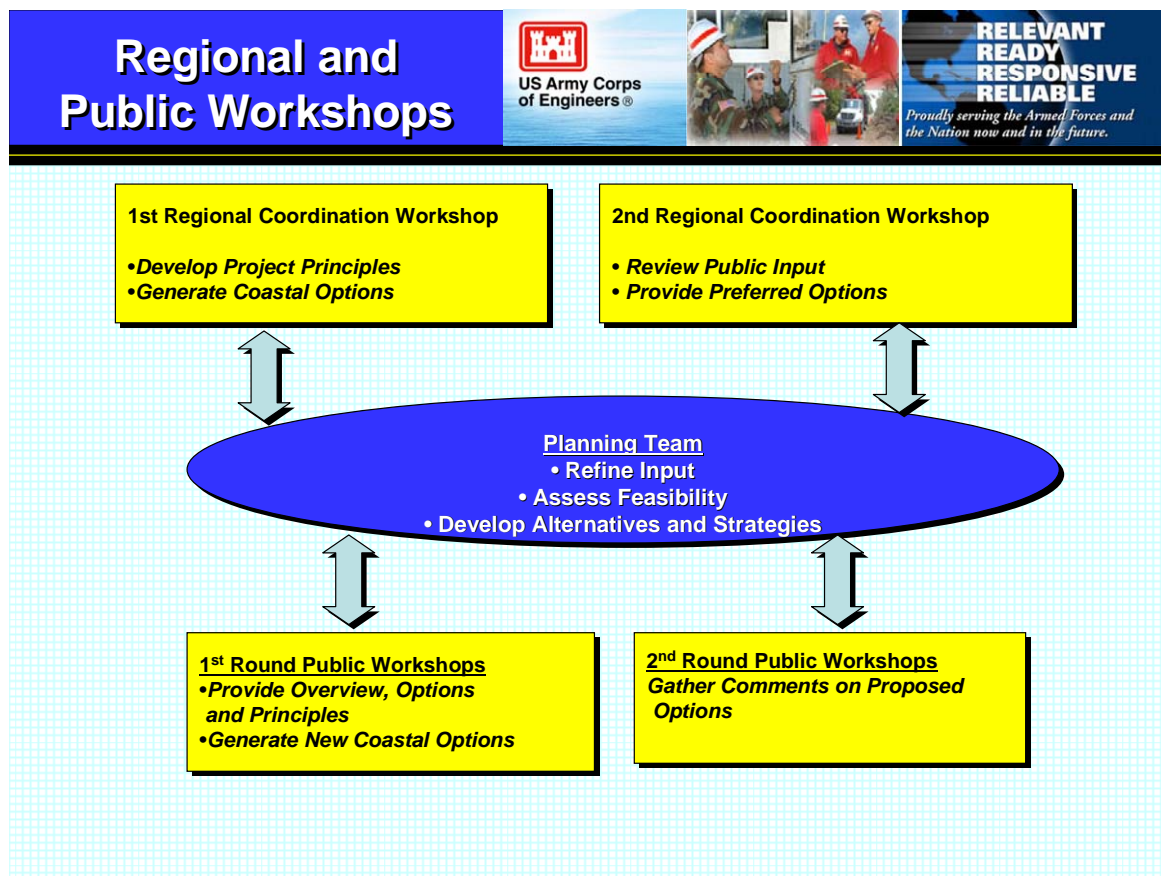 Regional and
Public Workshops
US Army Corps
of Engineers ®
RELEVANT
READY
RESPONSIVE
RELIABLE
Proudly serving the Armed Forces and
the Nation now and in the future.
1st Regional Coordination Workshop
•Develop Project Principles
•Generate Coastal Options
2nd Regional Coordination Workshop
• Review Public Input
• Provide Preferred Options
Planning Team
• Refine Input
• Assess Feasibility
• Develop Alternatives and Strategies
1st Round Public Workshops
•Provide Overview, Options
and Principles
•Generate New Coastal Options
2nd Round Public Workshops
Gather Comments on Proposed
Options